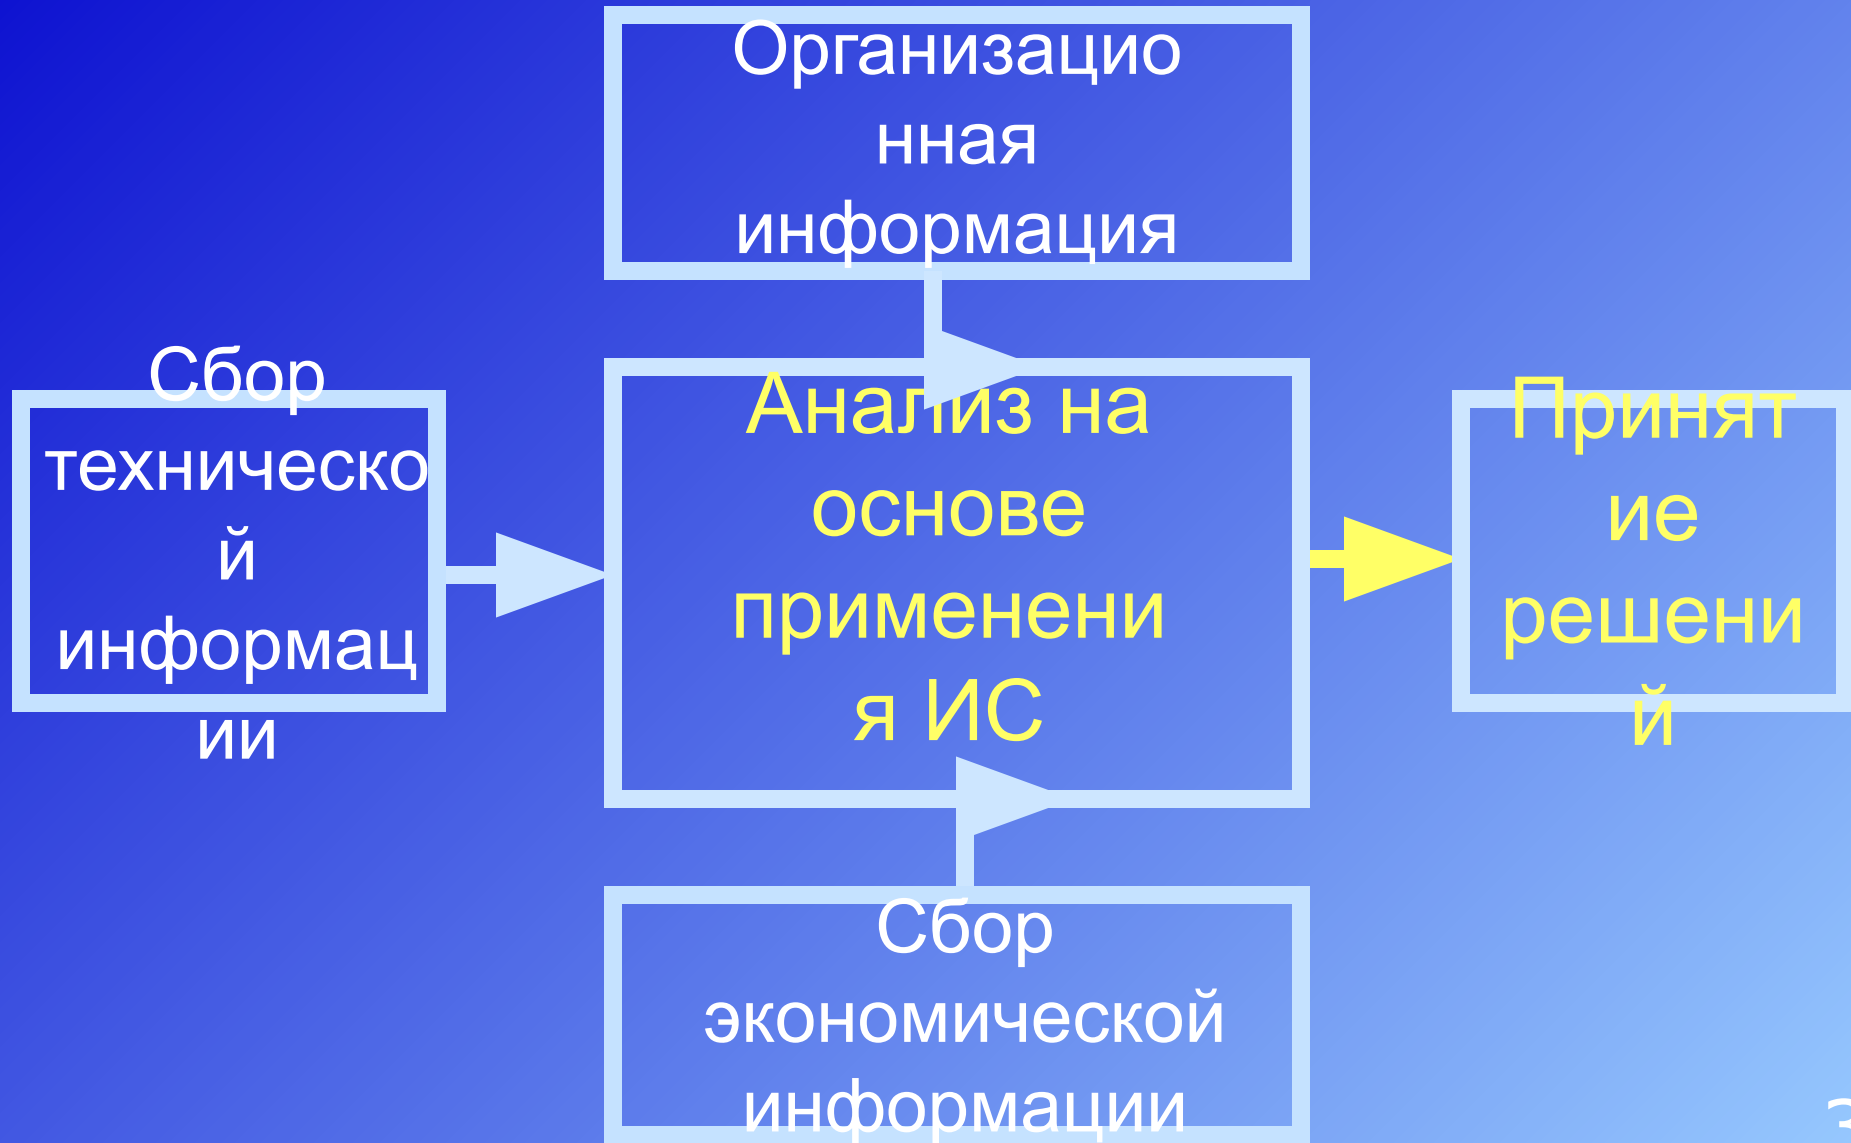 Организацио
нная
информация
Сбор
техническо
й
информац
ии
Анализ на
основе
применени
я ИС
Принят
ие
решени
й
Сбор
экономической
информации